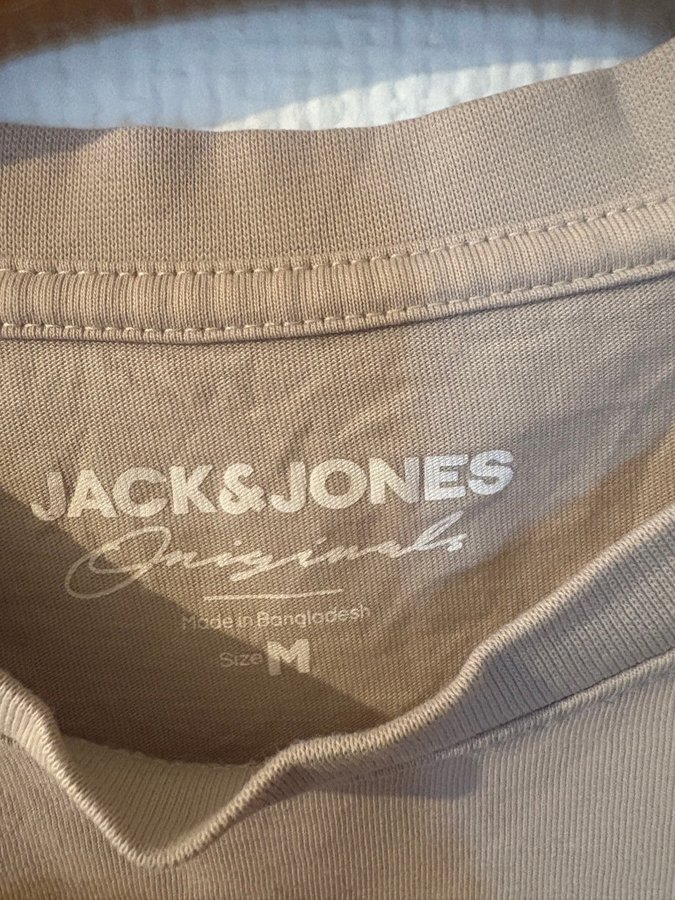 JACK&JONES
Originals
Made in Bangladesh
Size M